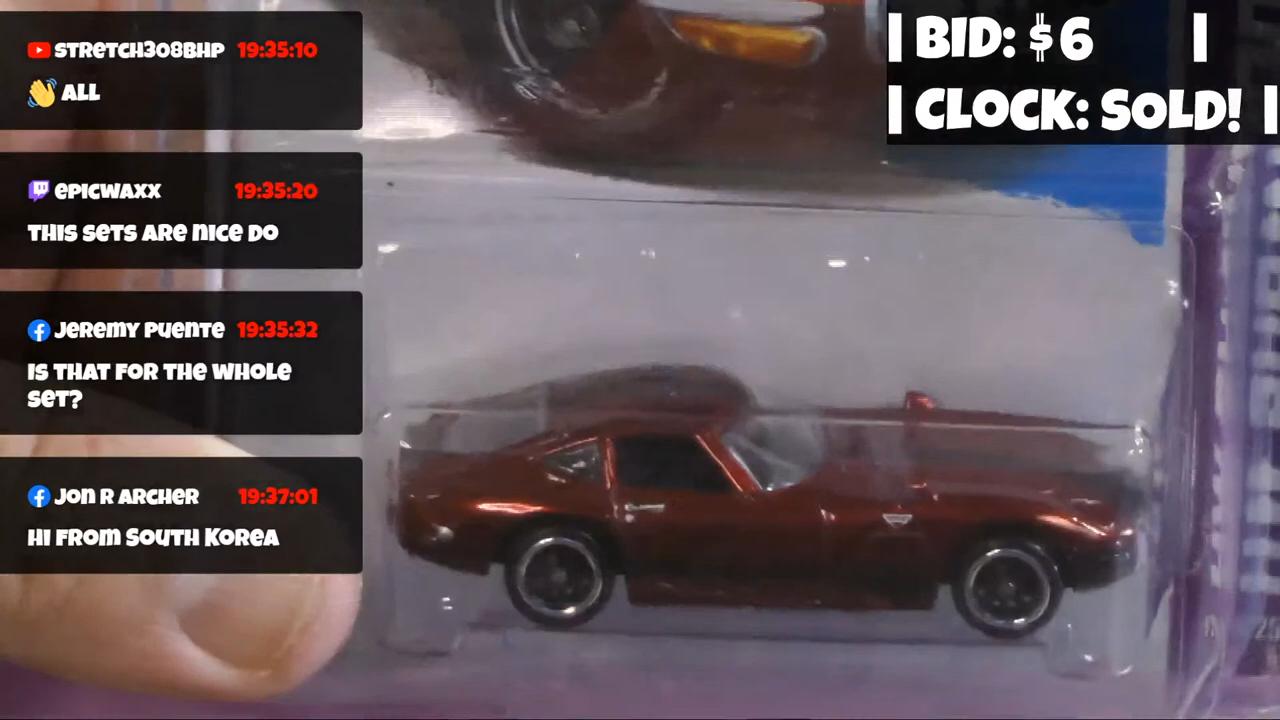 STRETCH308BHP 19:35:10
👋 ALL
EPICWAXX 19:35:20
THIS SETS ARE NICE DO
JEREMY PUENTE 19:35:32
IS THAT FOR THE WHOLE
SET?
JON R ARCHER 19:37:01
HI FROM SOUTH KOREA
| BID: $6 |
| CLOCK: SOLD! |